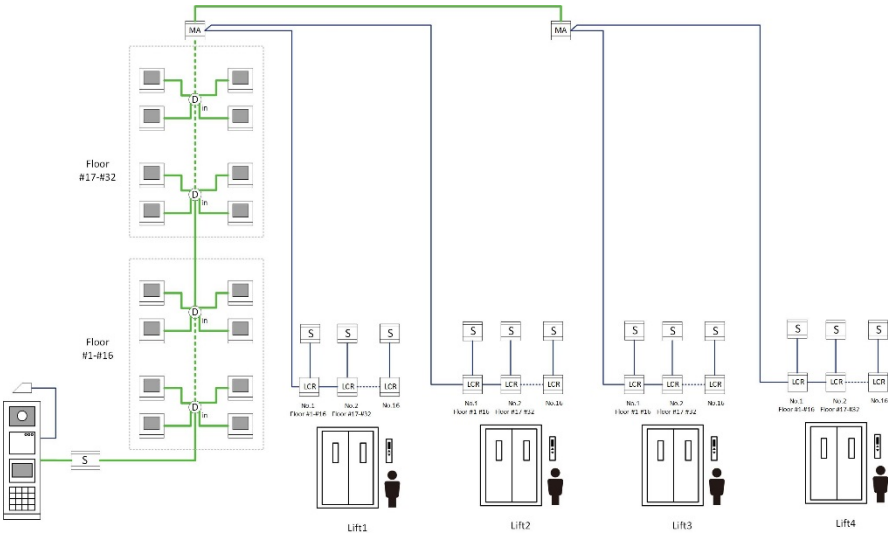 MA
MA
D
in
Floor
#17-#32
D
in
D
in
Floor
#1-#16
D
in
S
S
S
S
LCR
LCR
LCR
No.1
Floor #1-#16
No.2
Floor #17-#32
No.16
Lift1
S
S
S
LCR
LCR
LCR
No.1
Floor #1-#16
No.2
Floor #17-#32
No.16
Lift2
S
S
S
LCR
LCR
LCR
No.1
Floor #1-#16
No.2
Floor #17-#32
No.16
Lift3
S
S
S
LCR
LCR
LCR
No.1
Floor #1-#16
No.2
Floor #17-#32
No.16
Lift4